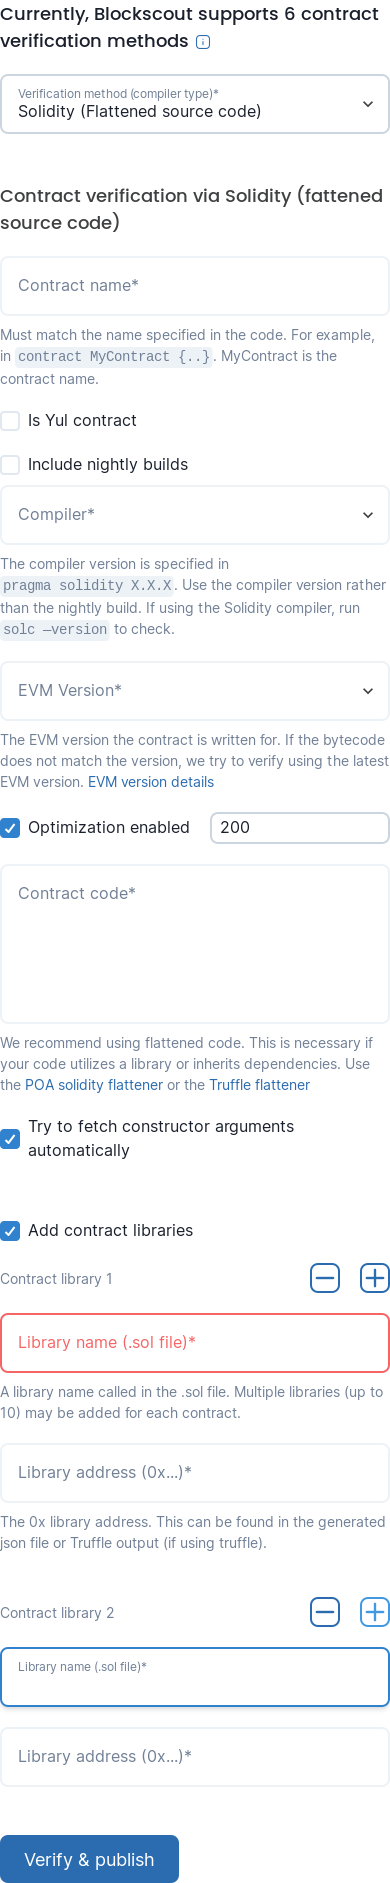 Currently, Blockscout supports 6 contract
verification methods
Verification method (compiler type)*
Solidity (Flattened source code)
Contract verification via Solidity (fattened
source code)
Contract name*
Must match the name specified in the code. For example,
in contract MyContract {..}. MyContract is the
contract name.
Is Yul contract
Include nightly builds
Compiler*
The compiler version is specified in
pragma solidity X.X.X. Use the compiler version rather
than the nightly build. If using the Solidity compiler, run
solc —version to check.
EVM Version*
The EVM version the contract is written for. If the bytecode
does not match the version, we try to verify using the latest
EVM version. EVM version details
Optimization enabled 200
Contract code*
We recommend using flattened code. This is necessary if
your code utilizes a library or inherits dependencies. Use
the POA solidity flattener or the Truffle flattener
Try to fetch constructor arguments
automatically
Add contract libraries
Contract library 1
Library name (.sol file)*
A library name called in the .sol file. Multiple libraries (up to
10) may be added for each contract.
Library address (0x...)*
The 0x library address. This can be found in the generated
json file or Truffle output (if using truffle).
Contract library 2
Library name (.sol file)*
Library address (0x...)*
Verify & publish